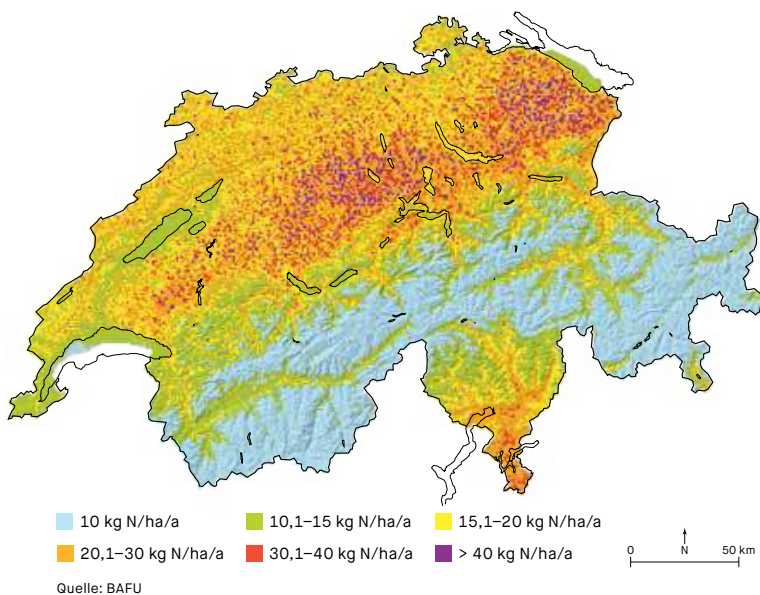 10 kg N/ha/a 10,1–15 kg N/ha/a 15,1–20 kg N/ha/a
20,1–30 kg N/ha/a 30,1–40 kg N/ha/a > 40 kg N/ha/a
0 N 50 km
Quelle: BAFU